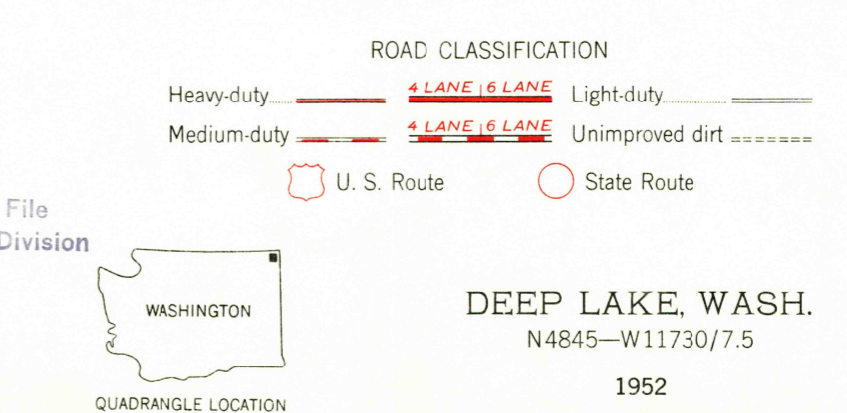 ROAD CLASSIFICATION
Heavy-duty 4 LANE 6 LANE Light-duty
Medium-duty 4 LANE 6 LANE Unimproved dirt
U. S. Route State Route
File
Division
WASHINGTON
QUADRANGLE LOCATION
DEEP LAKE, WASH.
N4845—W11730/7.5
1952